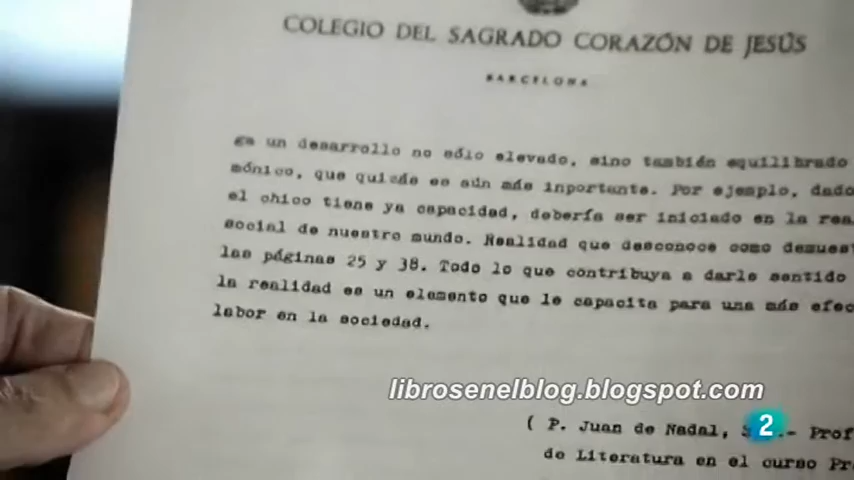 COLEGIO DEL SAGRADO CORAZÓN DE JESÚS
BARCELONA
ga un desarrollo no sólo elevado, sino también equilibrado
mónico, que quizás es aún más inportante. Por ejemplo, dado
el chico tiene ya capacidad, debería ser iniciado en la rea
social de nuestro mundo. Realidad que desconoce como demuest
las páginas 25 y 38. Todo lo que contribuya a darle sentido
la realidad es un elemento que le capacita para una más efec
labor en la sociedad.
librosenelblog.blogspot.com
( P. Juan de Nadal, .- Prof
2
de Literatura en el curso Pr